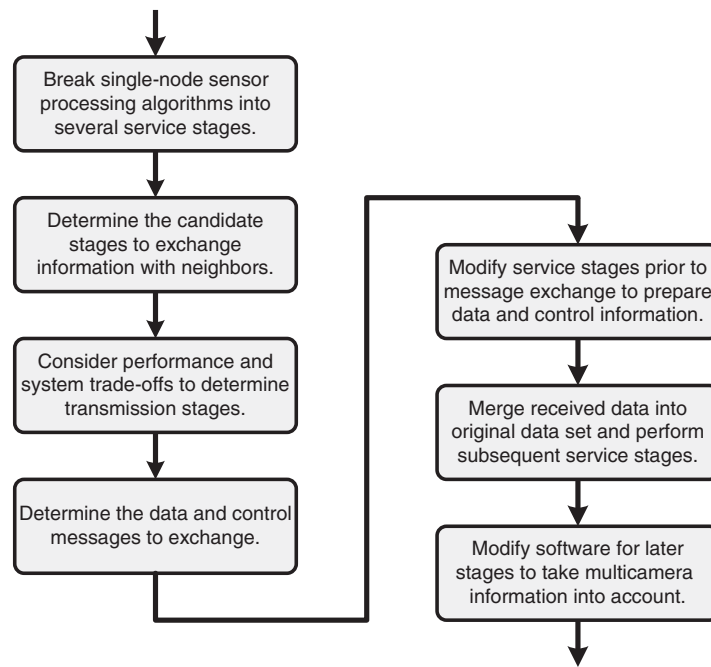 Break single-node sensor
processing algorithms into
several service stages.
Determine the candidate
stages to exchange
information with neighbors.
Consider performance and
system trade-offs to determine
transmission stages.
Determine the data and control
messages to exchange.
Modify service stages prior to
message exchange to prepare
data and control information.
Merge received data into
original data set and perform
subsequent service stages.
Modify software for later
stages to take multicamera
information into account.